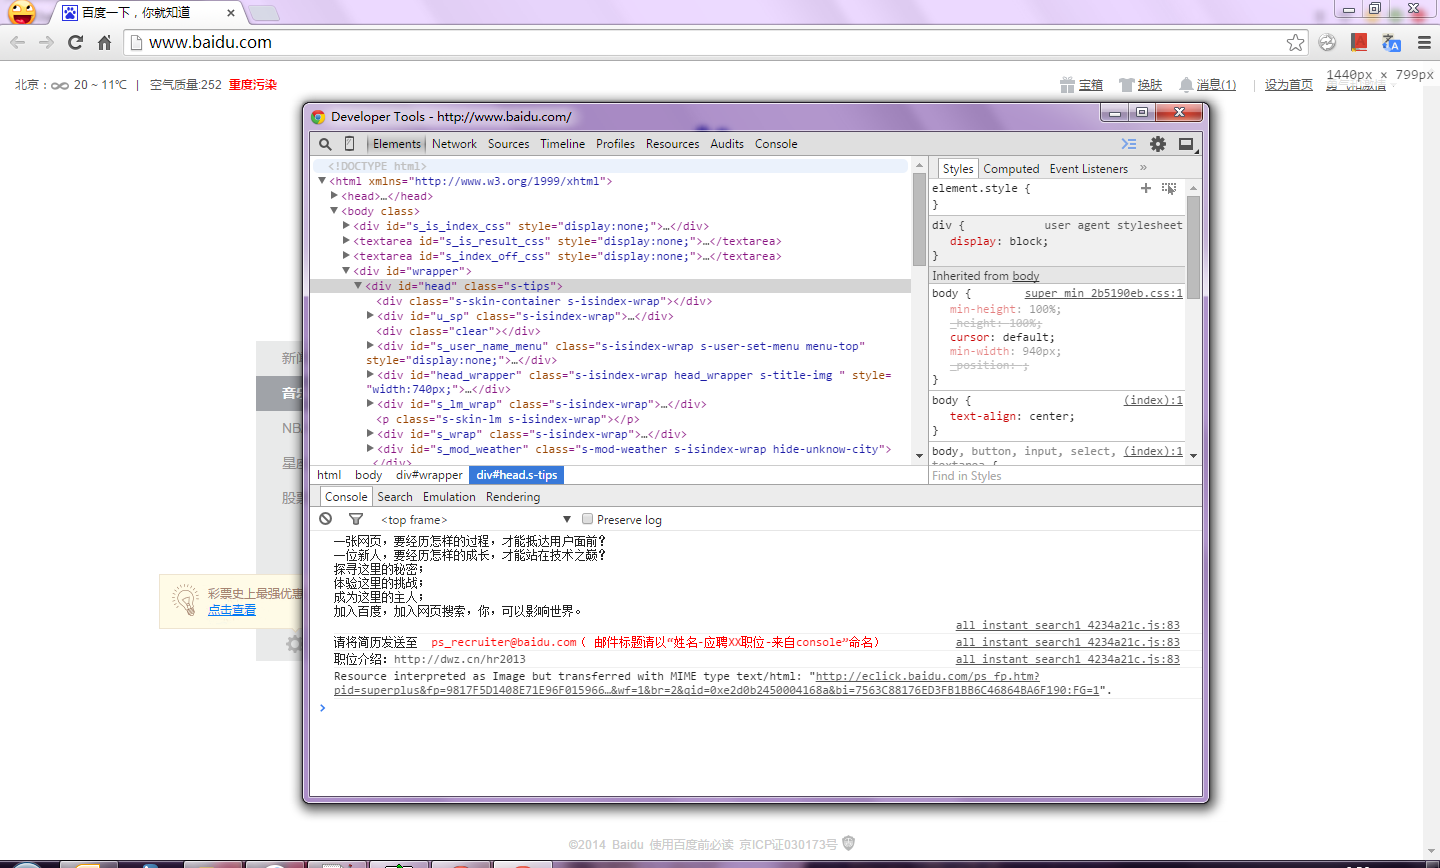 百度一下，你就知道
www.baidu.com
1440px × 799px
北京： 20 ~ 11℃ | 空气质量:252 重度污染
宝箱 换肤 消息(1) | 设为首页
Developer Tools - http://www.baidu.com/
Elements Network Sources Timeline Profiles Resources Audits Console
<!DOCTYPE html>
<html xmlns="http://www.w3.org/1999/xhtml">
<head>…</head>
<body class>
<div id="s_is_index_css" style="display:none;">…</div>
<textarea id="s_is_result_css" style="display:none;">…</textarea>
<textarea id="s_index_off_css" style="display:none;">…</textarea>
<div id="wrapper">
<div id="head" class="s-tips">
<div class="s-skin-container s-isindex-wrap"></div>
<div id="u_sp" class="s-isindex-wrap">…</div>
<div class="clear"></div>
<div id="s_user_name_menu" class="s-isindex-wrap s-user-set-menu menu-top"
style="display:none;">…</div>
<div id="head_wrapper" class="s-isindex-wrap head_wrapper s-title-img " style=
"width:740px;">…</div>
<div id="s_lm_wrap" class="s-isindex-wrap">…</div>
<p class="s-skin-lm s-isindex-wrap"></p>
<div id="s_wrap" class="s-isindex-wrap">…</div>
<div id="s_mod_weather" class="s-mod-weather s-isindex-wrap hide-unknow-city">
</div>
html body div#wrapper div#head.s-tips
Styles Computed Event Listeners »
element.style {
}
div { user agent stylesheet
display: block;
}
Inherited from body
body { super_min_2b5190eb.css:1
min-height: 100%;
_height: 100%;
cursor: default;
min-width: 940px;
_position: ;
}
body { (index):1
text-align: center;
}
body, button, input, select, (index):1
textarea {
Find in Styles
Console Search Emulation Rendering
<top frame> Preserve log
一张网页，要经历怎样的过程，才能抵达用户面前？
一位新人，要经历怎样的成长，才能站在技术之巅？
探寻这里的秘密；
体验这里的挑战；
成为这里的主人；
加入百度，加入网页搜索，你，可以影响世界。
all_instant_search1_4234a21c.js:83
请将简历发送至 ps_recruiter@baidu.com（ 邮件标题请以“姓名-应聘XX职位-来自console”命名） all_instant_search1_4234a21c.js:83
职位介绍：http://dwz.cn/hr2013 all_instant_search1_4234a21c.js:83
Resource interpreted as Image but transferred with MIME type text/html: "http://eclick.baidu.com/ps_fp.htm?
pid=superplus&fp=9817F5D1408E71E96F015966…&wf=1&br=2&qid=0xe2d0b2450004168a&bi=7563C88176ED3FB1BB6C46864BA6F190:FG=1".
新闻
音乐
NB
星座
股票
彩票史上最强优惠
点击查看
©2014 Baidu 使用百度前必读 京ICP证030173号